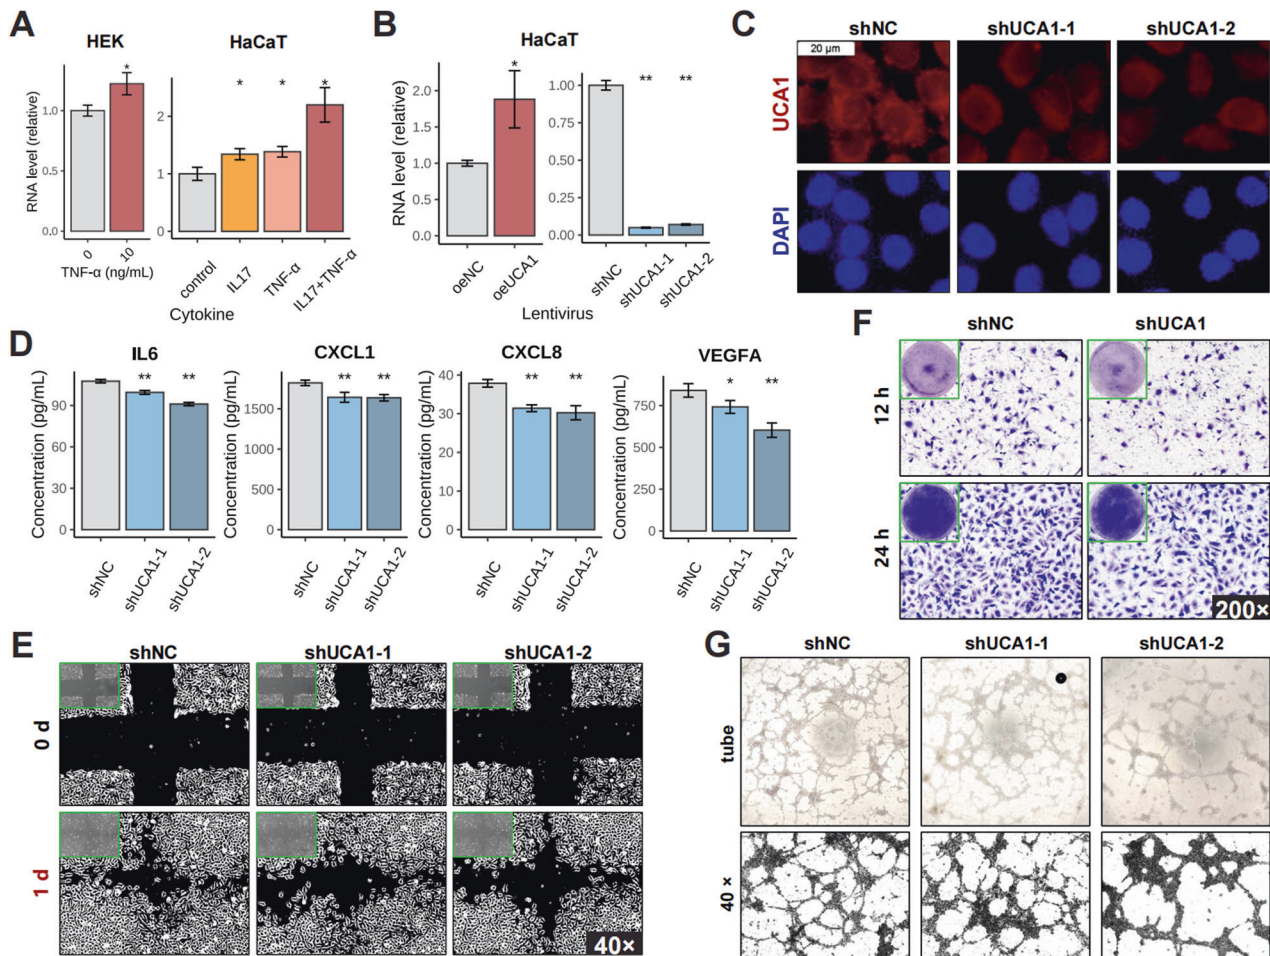 A
HEK
HaCaT
RNA level (relative)
1.0
0.5
0.0
*
0
10
TNF-α (ng/mL)
2
1
0
*
*
*
control
IL17
TNF-α
IL17+TNF-α
Cytokine
B
HaCaT
RNA level (relative)
2.0
1.5
1.0
0.5
0.0
*
oeNC
oeUCA1
1.00
0.75
0.50
0.25
0.00
**
**
shNC
shUCA1-1
shUCA1-2
Lentivirus
C
shNC
shUCA1-1
shUCA1-2
20 µm
UCA1
DAPI
D
IL6
Concentration (pg/mL)
90
60
30
0
**
**
shNC
shUCA1-1
shUCA1-2
CXCL1
Concentration (pg/mL)
1500
1000
500
0
**
**
shNC
shUCA1-1
shUCA1-2
CXCL8
Concentration (pg/mL)
40
30
20
10
0
**
**
shNC
shUCA1-1
shUCA1-2
VEGFA
Concentration (pg/mL)
750
500
250
0
*
**
shNC
shUCA1-1
shUCA1-2
E
shNC
shUCA1-1
shUCA1-2
0 d
1 d
40×
F
shNC
shUCA1
12 h
24 h
200×
G
shNC
shUCA1-1
shUCA1-2
tube
40 ×